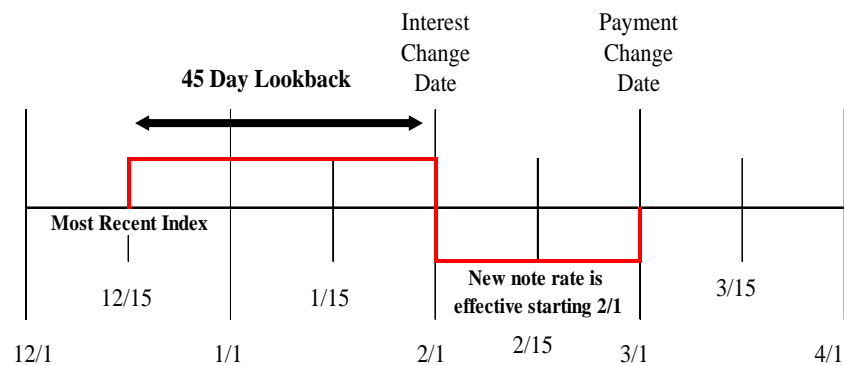 Interest
Change
Date
Payment
Change
Date
45 Day Lookback
Most Recent Index
New note rate is
effective starting 2/1
12/15
1/15
2/15
3/15
12/1
1/1
2/1
3/1
4/1